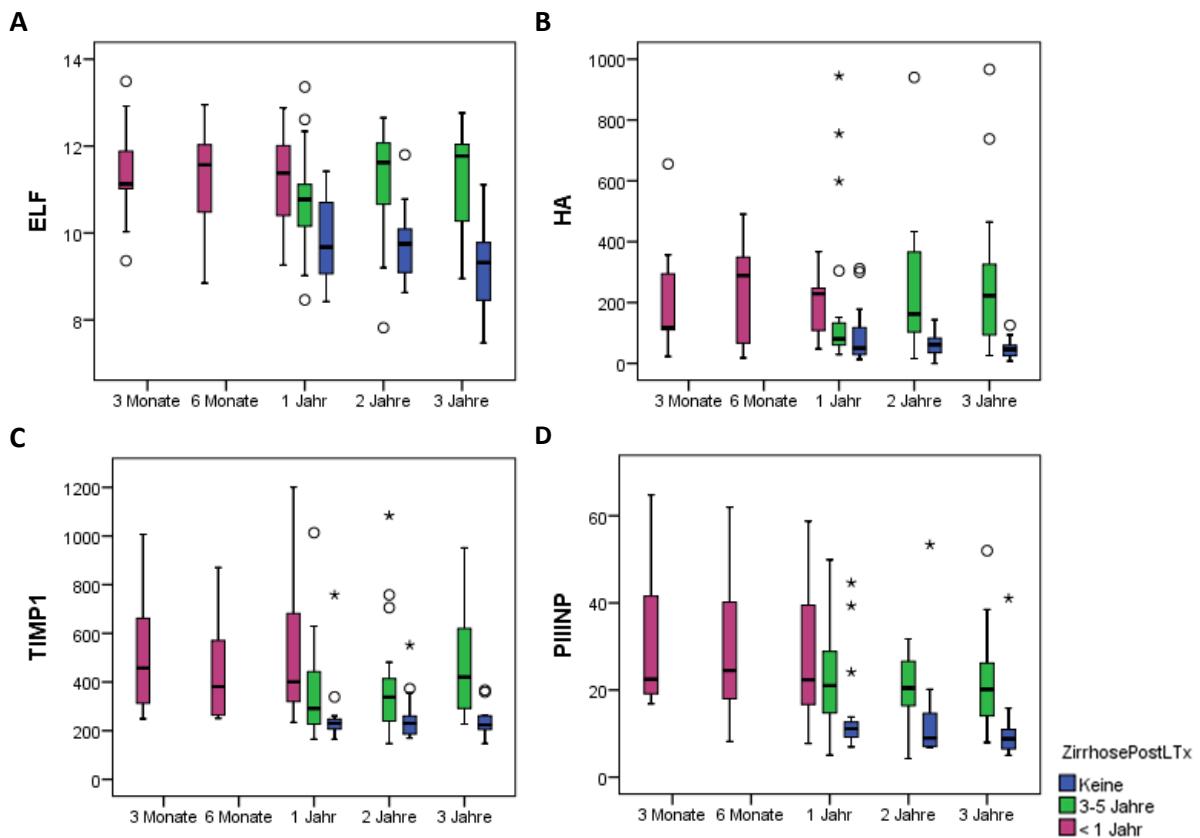 A
ELF
14
12
10
8
3 Monate 6 Monate 1 Jahr 2 Jahre 3 Jahre
B
HA
1000
800
600
400
200
0
3 Monate 6 Monate 1 Jahr 2 Jahre 3 Jahre
C
TIMP1
1200
1000
800
600
400
200
0
3 Monate 6 Monate 1 Jahr 2 Jahre 3 Jahre
D
PIIINP
60
40
20
0
3 Monate 6 Monate 1 Jahr 2 Jahre 3 Jahre
ZirrhosePostLTx
Keine
3-5 Jahre
< 1 Jahr